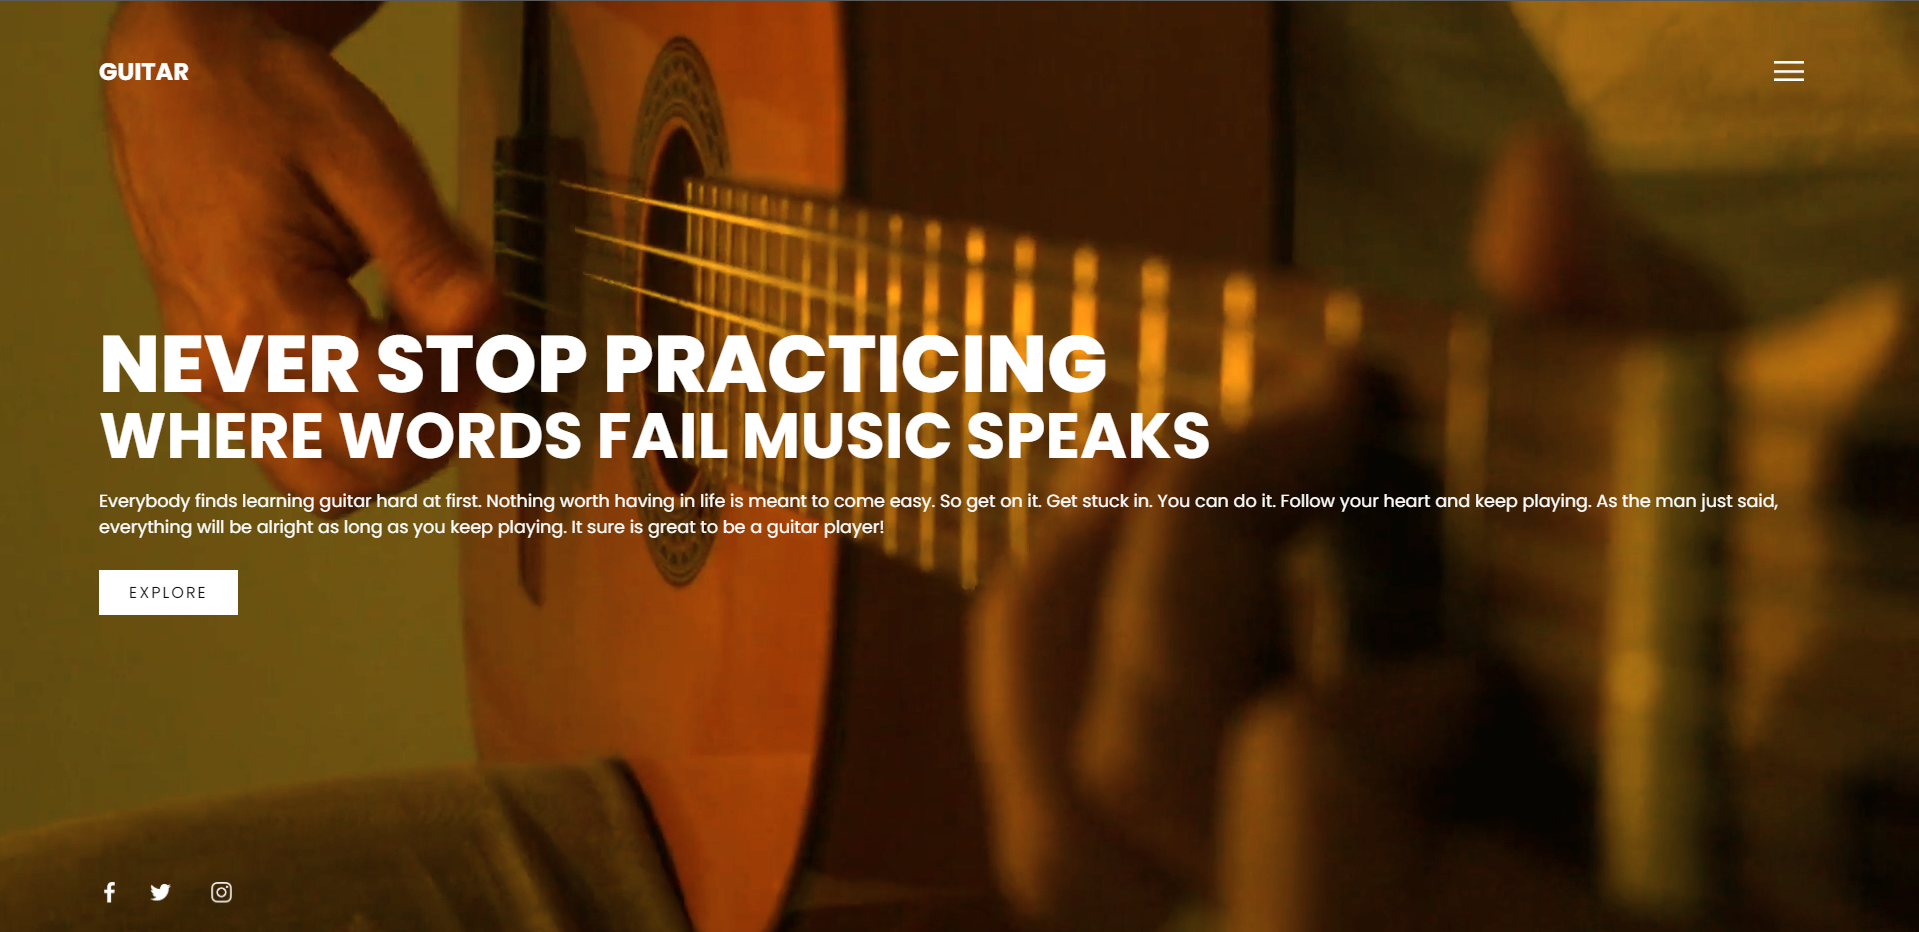 GUITAR
NEVER STOP PRACTICING
WHERE WORDS FAIL MUSIC SPEAKS
Everybody finds learning guitar hard at first. Nothing worth having in life is meant to come easy. So get on it. Get stuck in. You can do it. Follow your heart and keep playing. As the man just said,
everything will be alright as long as you keep playing. It sure is great to be a guitar player!
EXPLORE